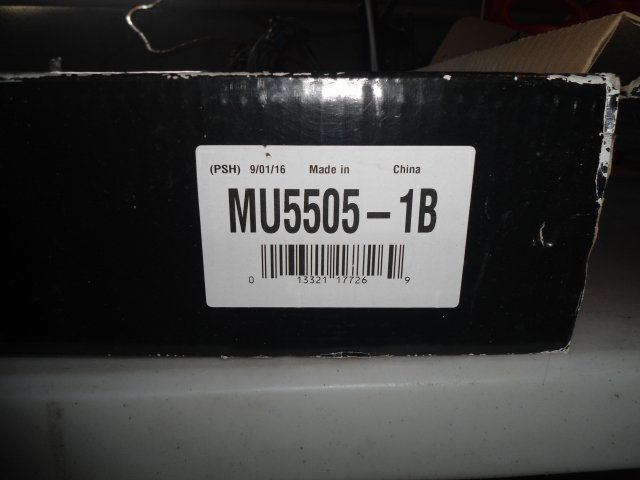 (PSH) 9/01/16 Made in China
MU5505-1B
0 13321 17726 9